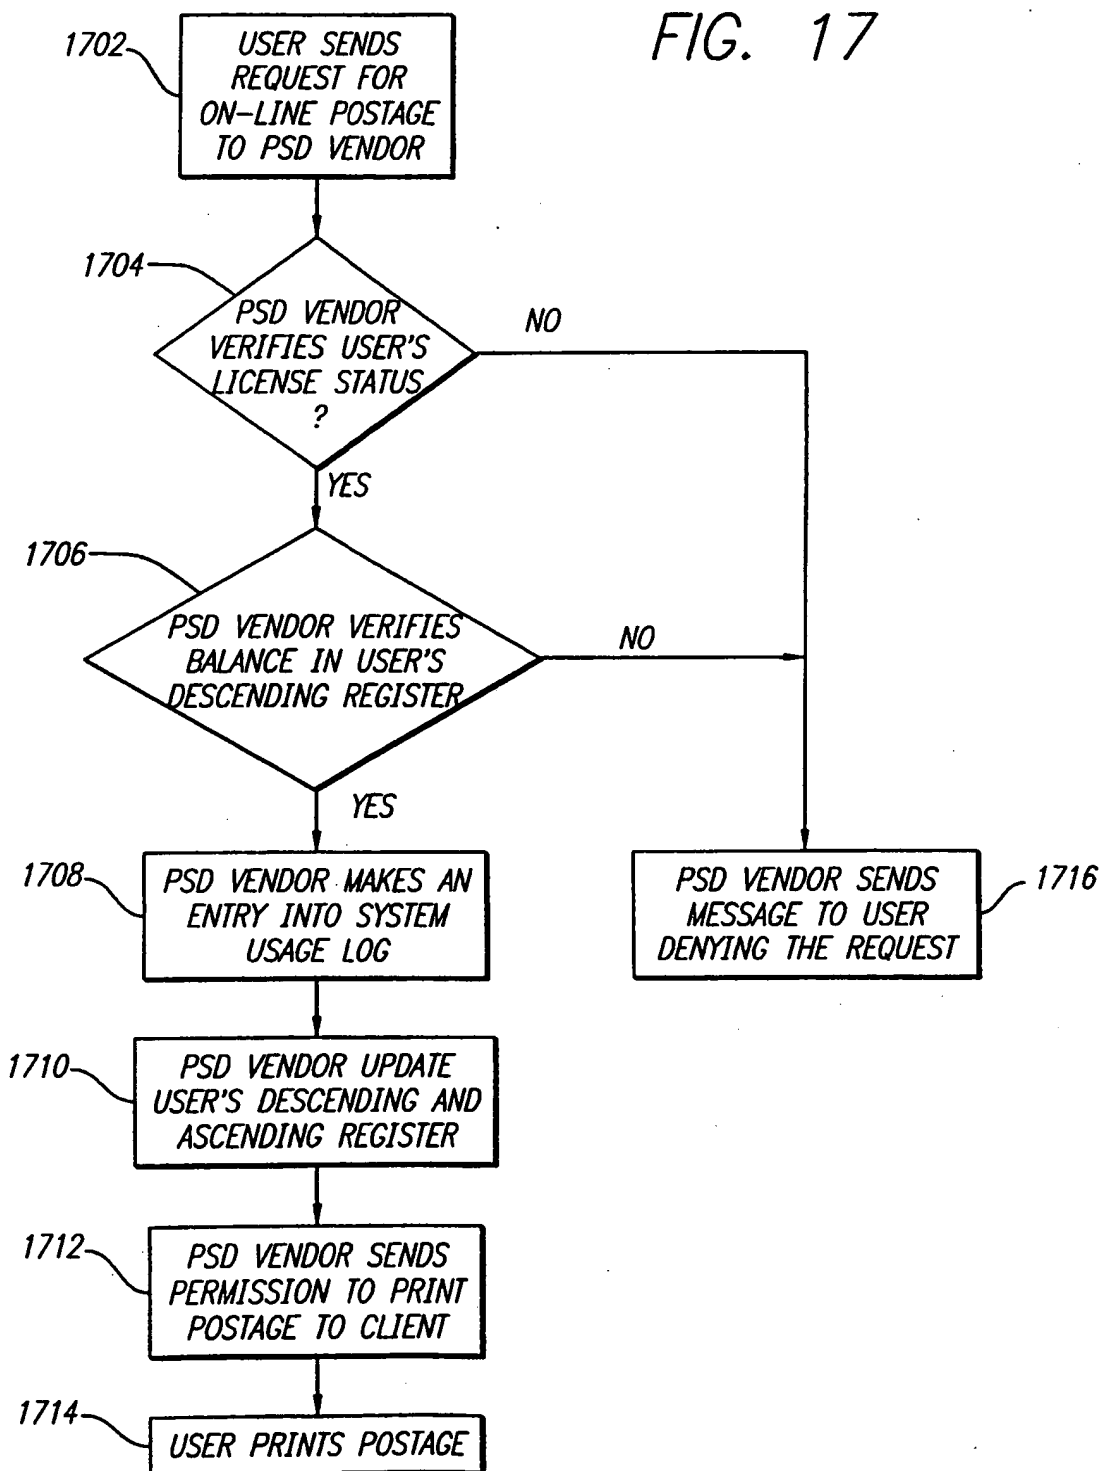 FIG. 17
1702
USER SENDS
REQUEST FOR
ON-LINE POSTAGE
TO PSD VENDOR
1704
PSD VENDOR
VERIFIES USER'S
LICENSE STATUS
?
NO
YES
1706
PSD VENDOR VERIFIES
BALANCE IN USER'S
DESCENDING REGISTER
NO
YES
1708
PSD VENDOR MAKES AN
ENTRY INTO SYSTEM
USAGE LOG
PSD VENDOR SENDS
MESSAGE TO USER
DENYING THE REQUEST
1716
1710
PSD VENDOR UPDATE
USER'S DESCENDING AND
ASCENDING REGISTER
1712
PSD VENDOR SENDS
PERMISSION TO PRINT
POSTAGE TO CLIENT
1714
USER PRINTS POSTAGE